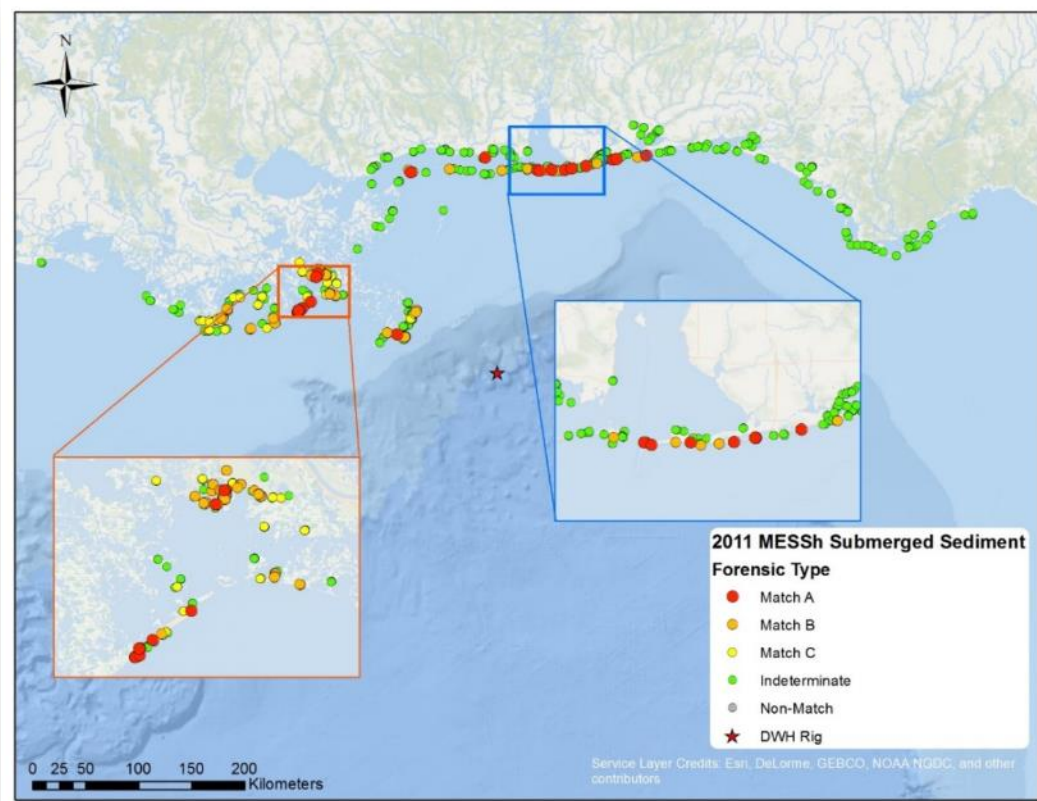 N
2011 MESSh Submerged Sediment
Forensic Type
Match A
Match B
Match C
Indeterminate
Non-Match
DWH Rig
0 25 50 100 150 200
Kilometers
Service Layer Credits: Esri, DeLorme, GEBCO, NOAA NGDC, and other
contributors